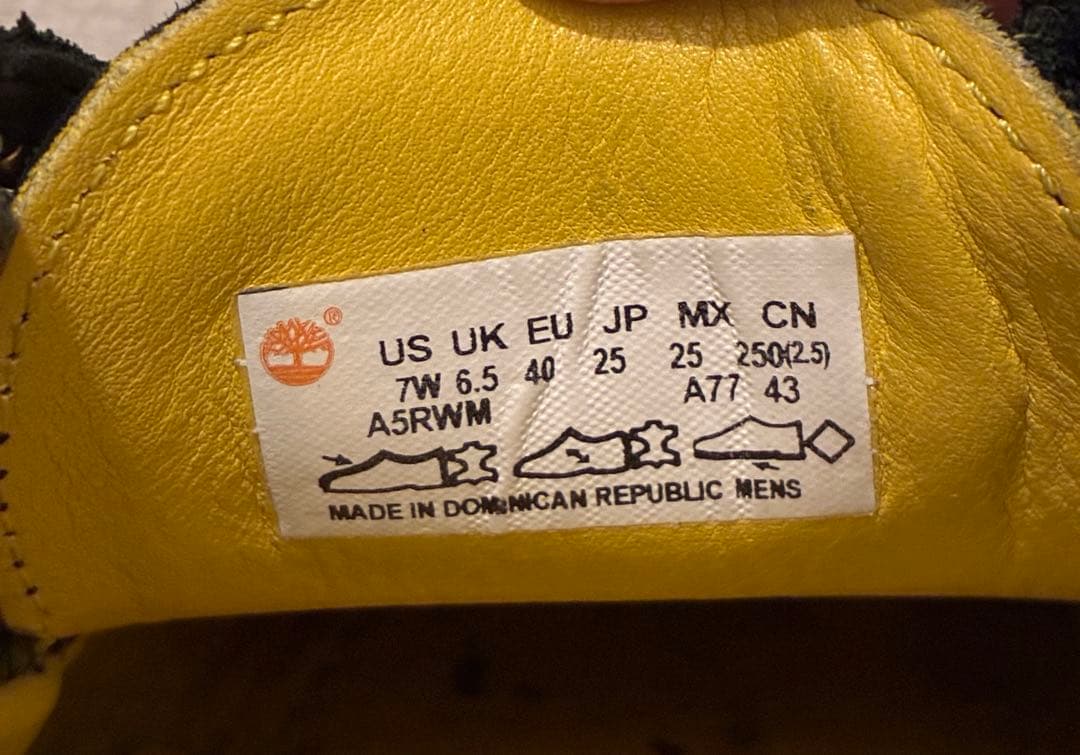 ®
US UK EU JP MX CN
7W 6.5 40 25 25 250(2.5)
A5RWM A77 43
MADE IN DOMINICAN REPUBLIC MENS